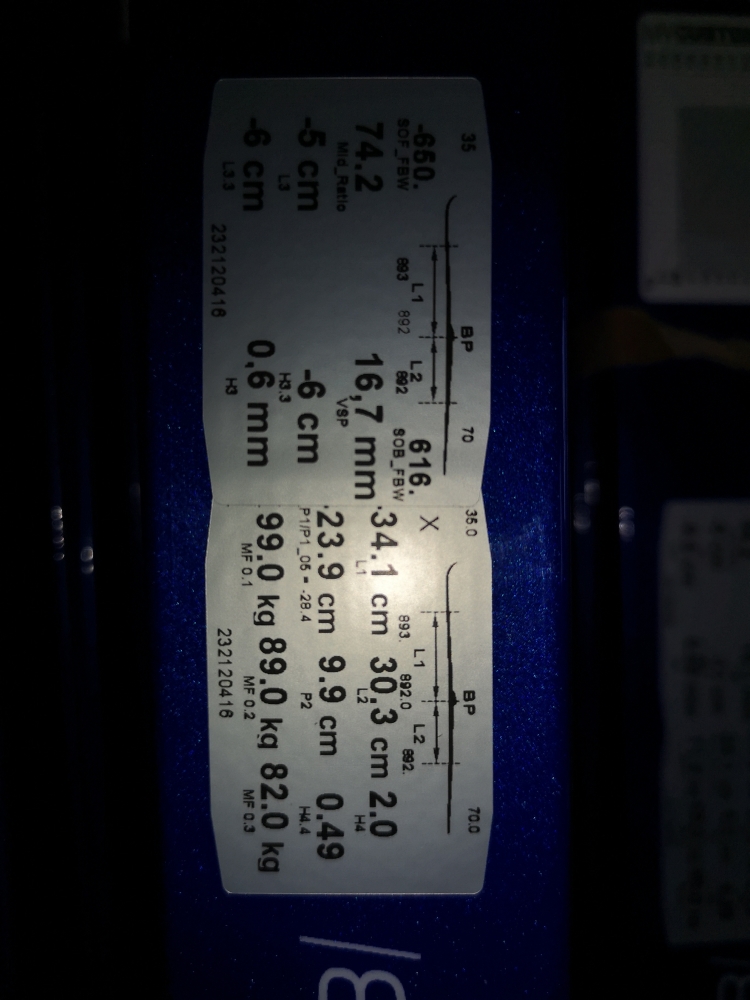 35 BP 70
L1 L2
893 892 892
-650. 616.
SOF_FBW SOB_FBW
74.2 16,7 mm
Mid_Ratio VSP
-5 cm -6 cm
L3 H3.3
-6 cm 0,6 mm
L3.3 H3
232120416
35.0 BP 70.0
X L1 L2
893. 892.0 892.
34.1 cm 30,3 cm 2.0
L1 L2 H4
23.9 cm 9.9 cm 0.49
P1/P1_05 = -28.4 P2 H4.4
99.0 kg 89.0 kg 82.0 kg
MF 0.1 MF 0.2 MF 0.3
232120416
/8